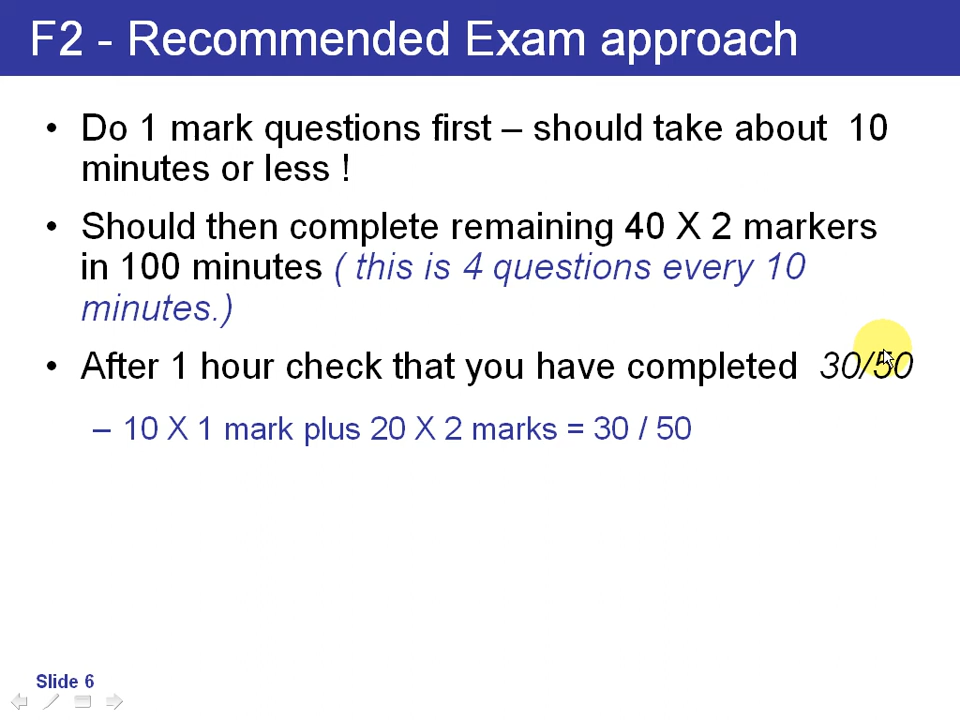 F2 - Recommended Exam approach
• Do 1 mark questions first – should take about 10
minutes or less !
• Should then complete remaining 40 X 2 markers
in 100 minutes ( this is 4 questions every 10
minutes.)
• After 1 hour check that you have completed 30/50
– 10 X 1 mark plus 20 X 2 marks = 30 / 50
Slide 6